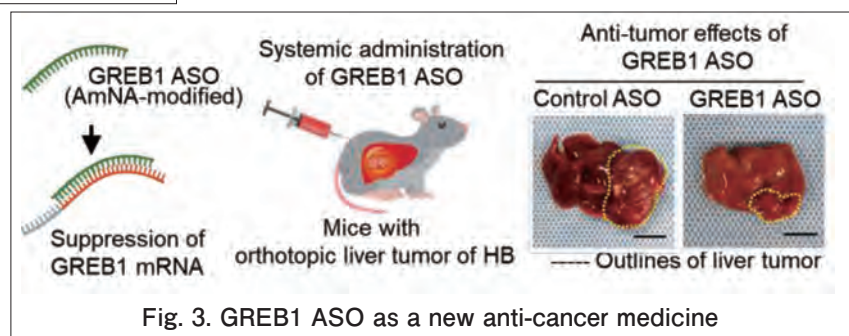 GREB1 ASO
(AmNA-modified)
Suppression of
GREB1 mRNA
Systemic administration
of GREB1 ASO
Mice with
orthotopic liver tumor of HB
Anti-tumor effects of
GREB1 ASO
Control ASO GREB1 ASO
----- Outlines of liver tumor
Fig. 3. GREB1 ASO as a new anti-cancer medicine